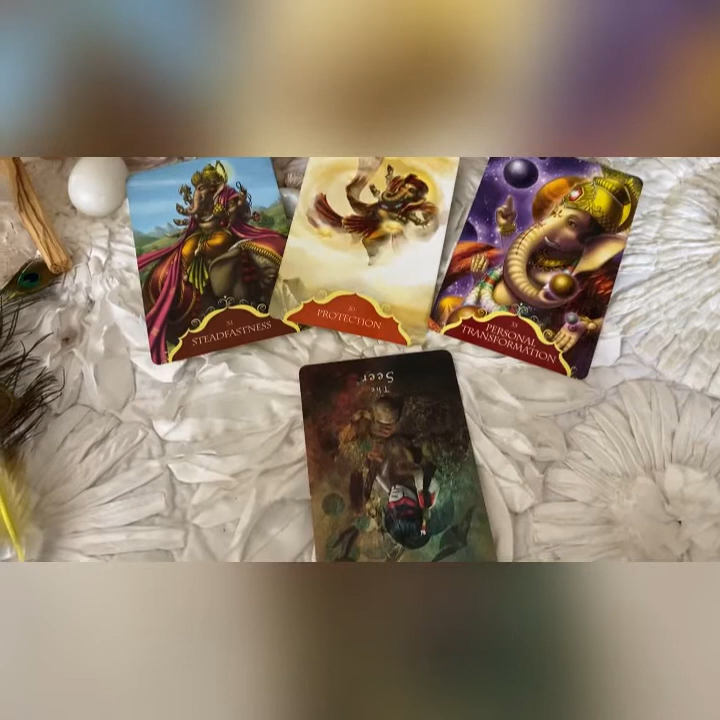 STEADFASTNESS
PROTECTION
PERSONAL
TRANSFORMATION
The
Seer